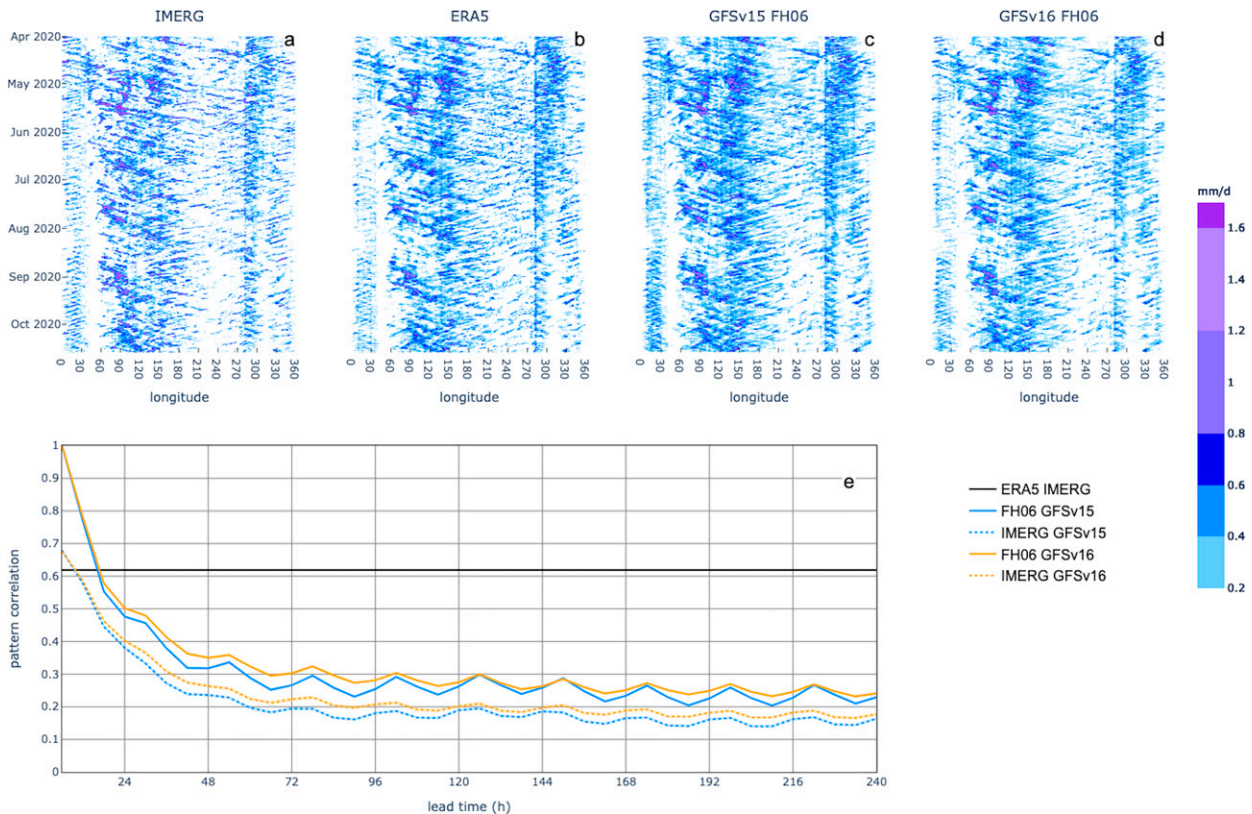 IMERG ERA5 GFSv15 FH06 GFSv16 FH06
a b c d
Apr 2020
May 2020
Jun 2020
Jul 2020
Aug 2020
Sep 2020
Oct 2020
0 30 60 90 120 150 180 210 240 270 300 330 360
0 30 60 90 120 150 180 210 240 270 300 330 360
0 30 60 90 120 150 180 210 240 270 300 330 360
0 30 60 90 120 150 180 210 240 270 300 330 360
longitude longitude longitude longitude
mm/d
1.6
1.2
1
0.8
0.6
0.4
0.2
e
pattern correlation
1
0.9
0.8
0.7
0.6
0.5
0.4
0.3
0.2
0.1
0
24 48 72 96 120 144 168 192 216 240
lead time (h)
ERA5 IMERG
FH06 GFSv15
IMERG GFSv15
FH06 GFSv16
IMERG GFSv16